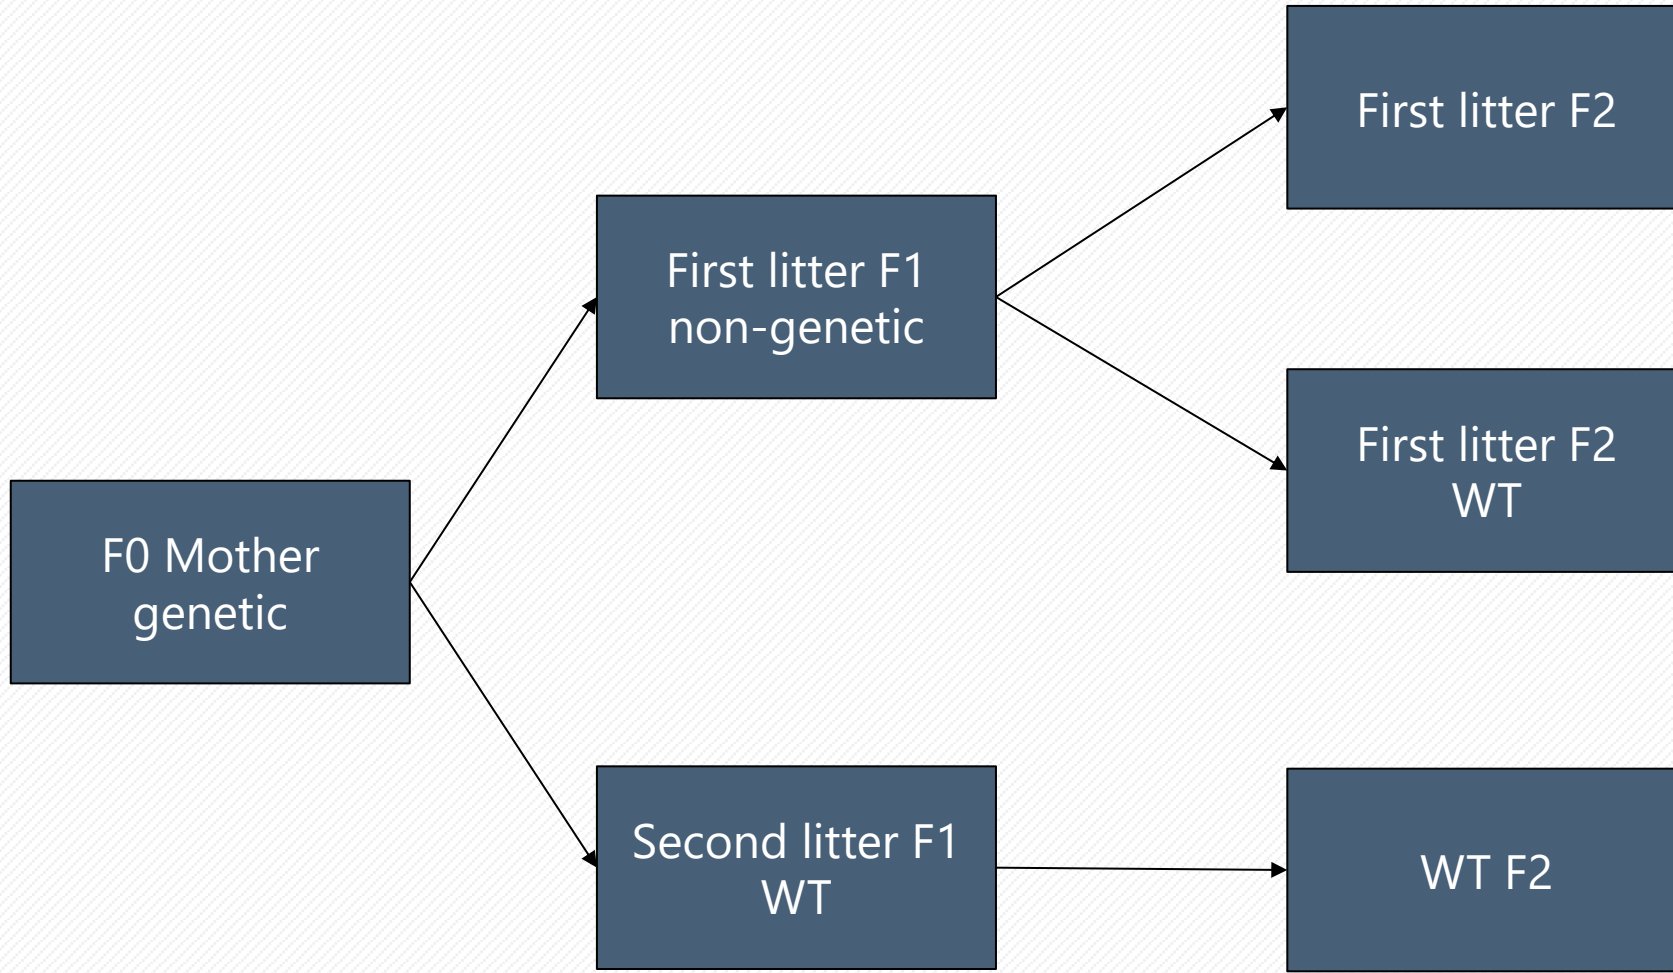 First litter F2
First litter F1
non-genetic
First litter F2
WT
F0 Mother
genetic
Second litter F1
WT
WT F2